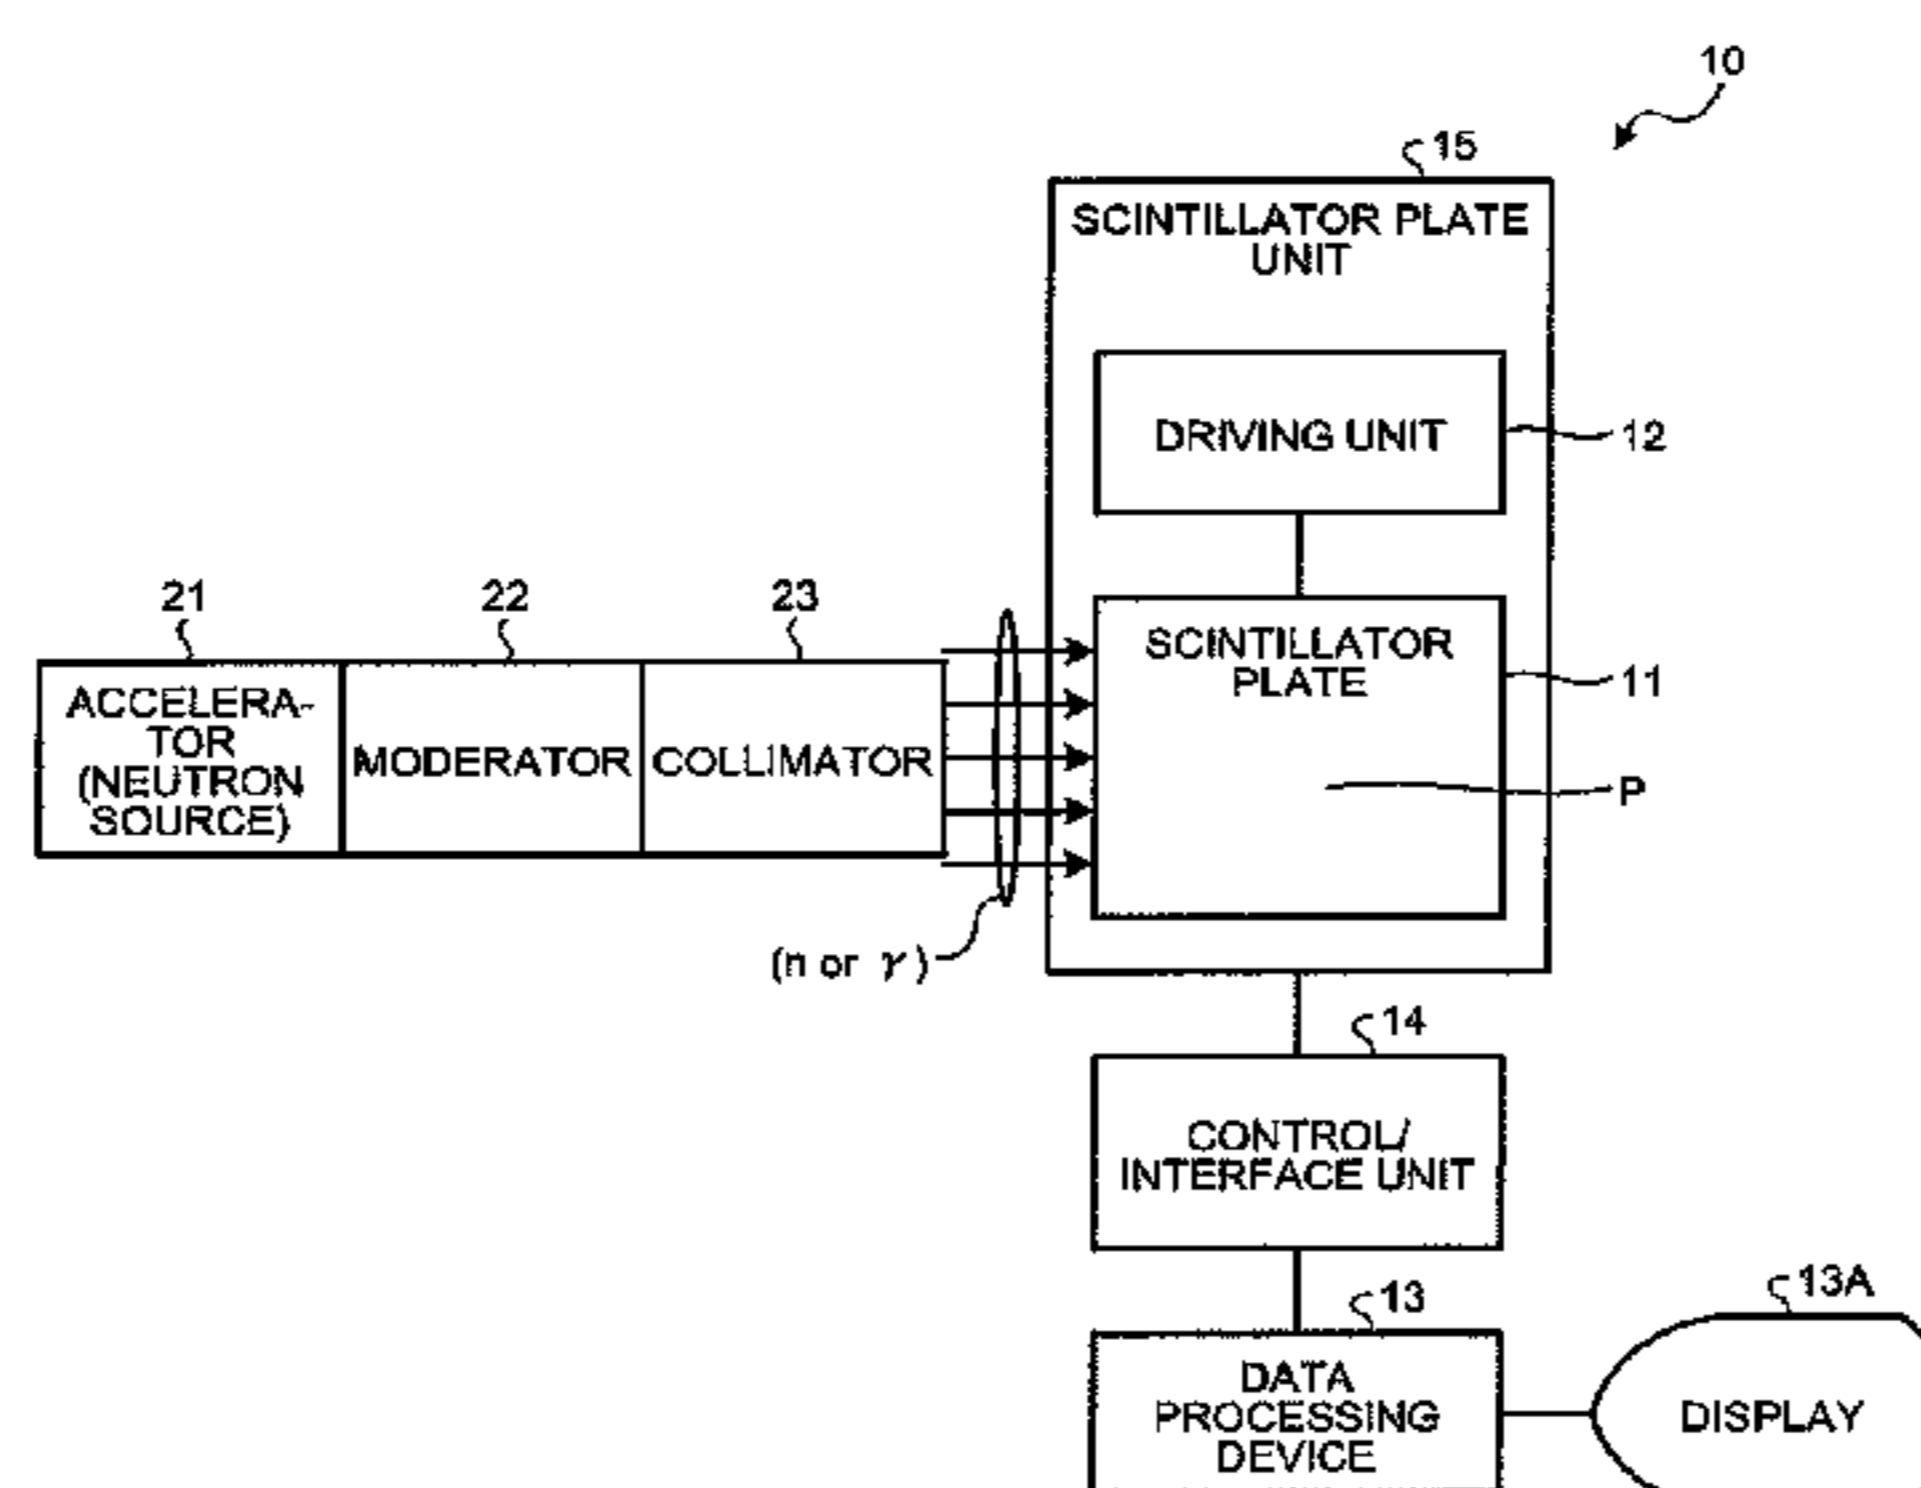 10
15
SCINTILLATOR PLATE
UNIT
DRIVING UNIT
12
21
22
23
SCINTILLATOR
PLATE
11
ACCELERA-
TOR
(NEUTRON
SOURCE)
MODERATOR
COLLIMATOR
P
(n or γ)
14
CONTROL/
INTERFACE UNIT
13
13A
DATA
PROCESSING
DEVICE
DISPLAY